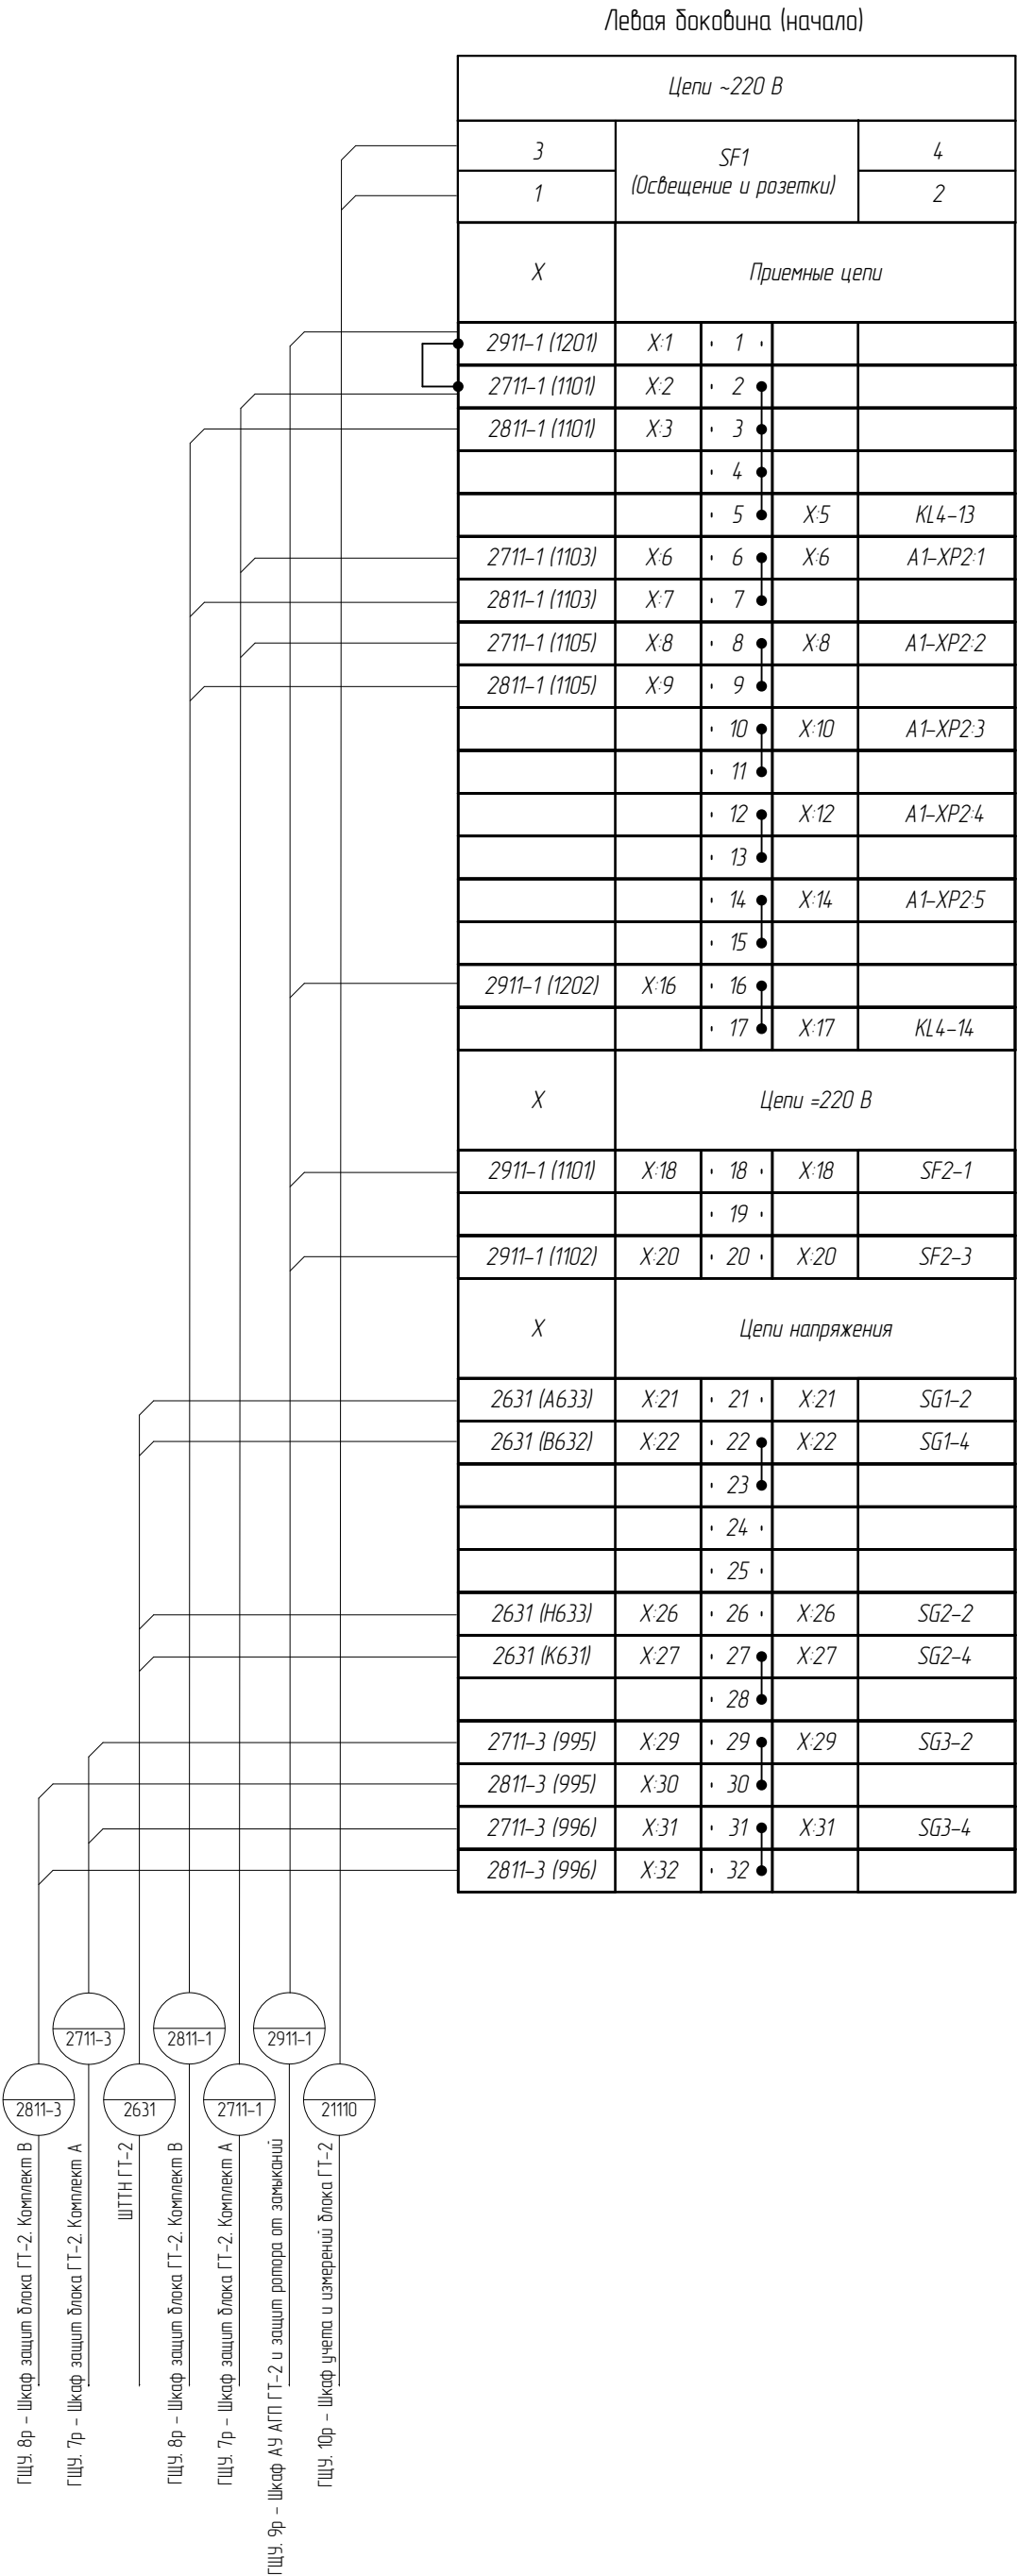 Левая боковина (начало)
Цепи ~220 В
3 SF1 (Освещение и розетки) 4
1 2
X Приемные цепи
2911-1 (1201) X:1 1
2711-1 (1101) X:2 2
2811-1 (1101) X:3 3
4
5 X:5 KL4-13
2711-1 (1103) X:6 6 X:6 A1-XP2:1
2811-1 (1103) X:7 7
2711-1 (1105) X:8 8 X:8 A1-XP2:2
2811-1 (1105) X:9 9
10 X:10 A1-XP2:3
11
12 X:12 A1-XP2:4
13
14 X:14 A1-XP2:5
15
2911-1 (1202) X:16 16
17 X:17 KL4-14
X Цепи =220 В
2911-1 (1101) X:18 18 X:18 SF2-1
19
2911-1 (1102) X:20 20 X:20 SF2-3
X Цепи напряжения
2631 (A633) X:21 21 X:21 SG1-2
2631 (B632) X:22 22 X:22 SG1-4
23
24
25
2631 (H633) X:26 26 X:26 SG2-2
2631 (K631) X:27 27 X:27 SG2-4
28
2711-3 (995) X:29 29 X:29 SG3-2
2811-3 (995) X:30 30
2711-3 (996) X:31 31 X:31 SG3-4
2811-3 (996) X:32 32
2711-3 2811-1 2911-1
2811-3 2631 2711-1 21110
ГЩУ. 8р - Шкаф защит блока ГТ-2. Комплект В
ГЩУ. 7р - Шкаф защит блока ГТ-2. Комплект А
ШТТН ГТ-2
ГЩУ. 8р - Шкаф защит блока ГТ-2. Комплект В
ГЩУ. 7р - Шкаф защит блока ГТ-2. Комплект А
ГЩУ. 9р - Шкаф АУ АГП ГТ-2 и защит ротора от замыканий
ГЩУ. 10р - Шкаф учета и измерений блока ГТ-2